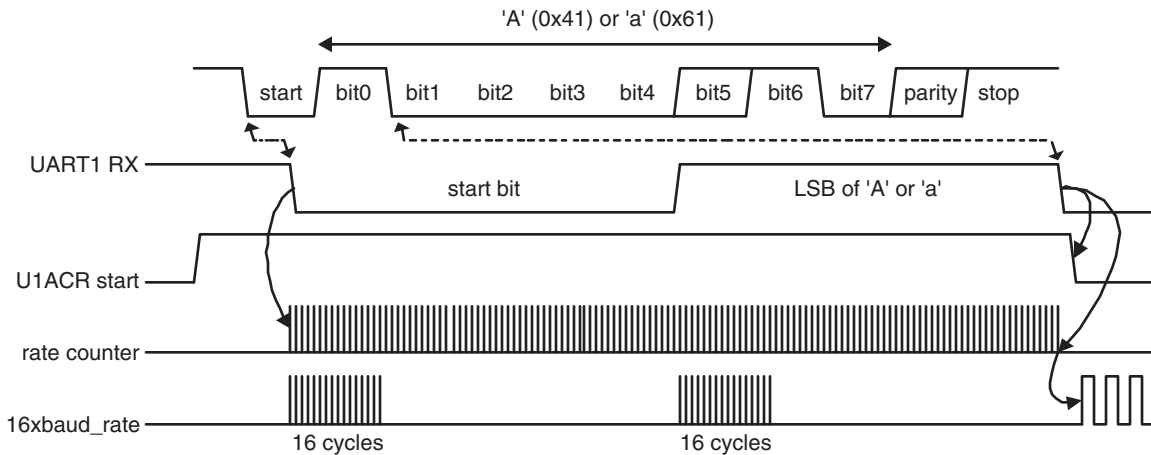 'A' (0x41) or 'a' (0x61)
start bit0 bit1 bit2 bit3 bit4 bit5 bit6 bit7 parity stop
UART1 RX
start bit LSB of 'A' or 'a'
U1ACR start
rate counter
16xbaud_rate
16 cycles 16 cycles